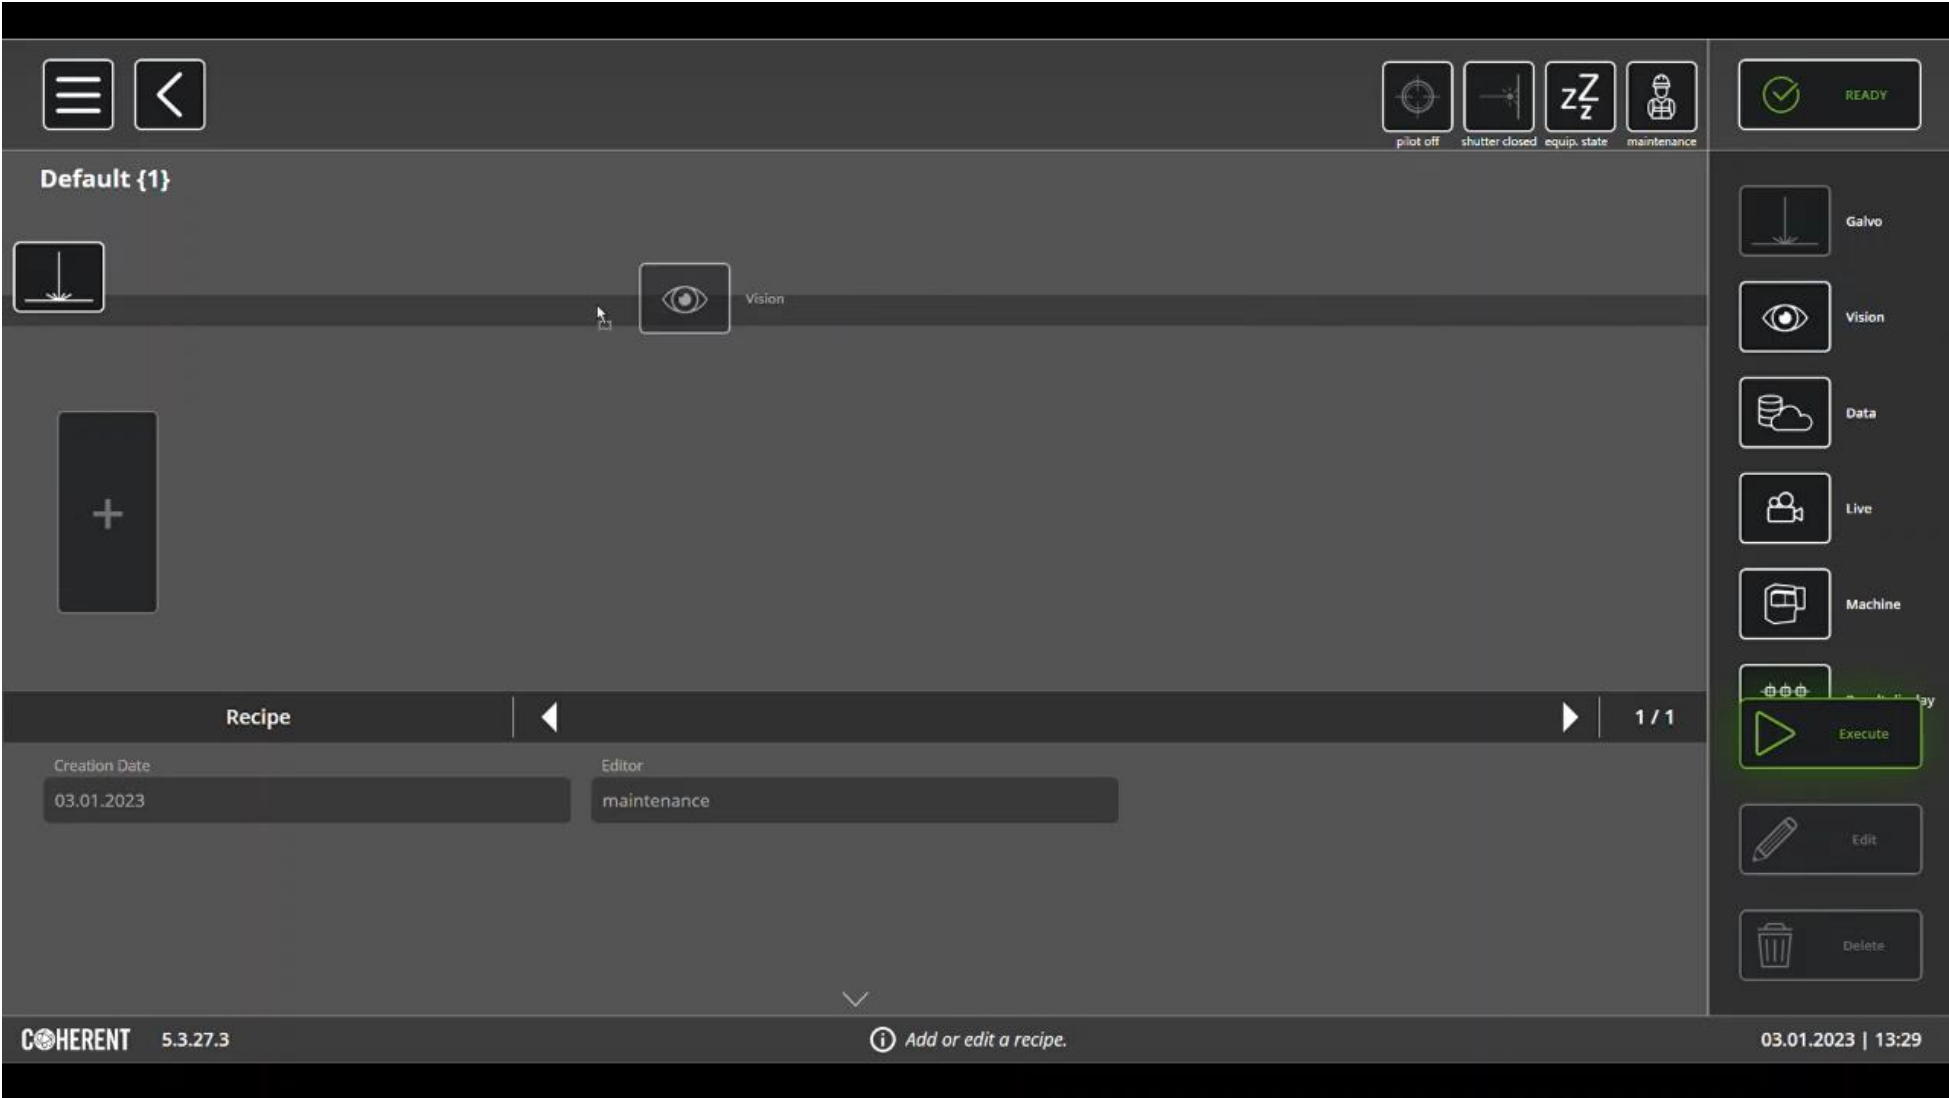 pilot off
shutter closed
equip. state
maintenance
zZz
READY
Default {1}
Vision
Galvo
Vision
Data
Live
Machine
Execute
Edit
Delete
Recipe
1 / 1
Creation Date
03.01.2023
Editor
maintenance
COHERENT
5.3.27.3
Add or edit a recipe.
03.01.2023 | 13:29